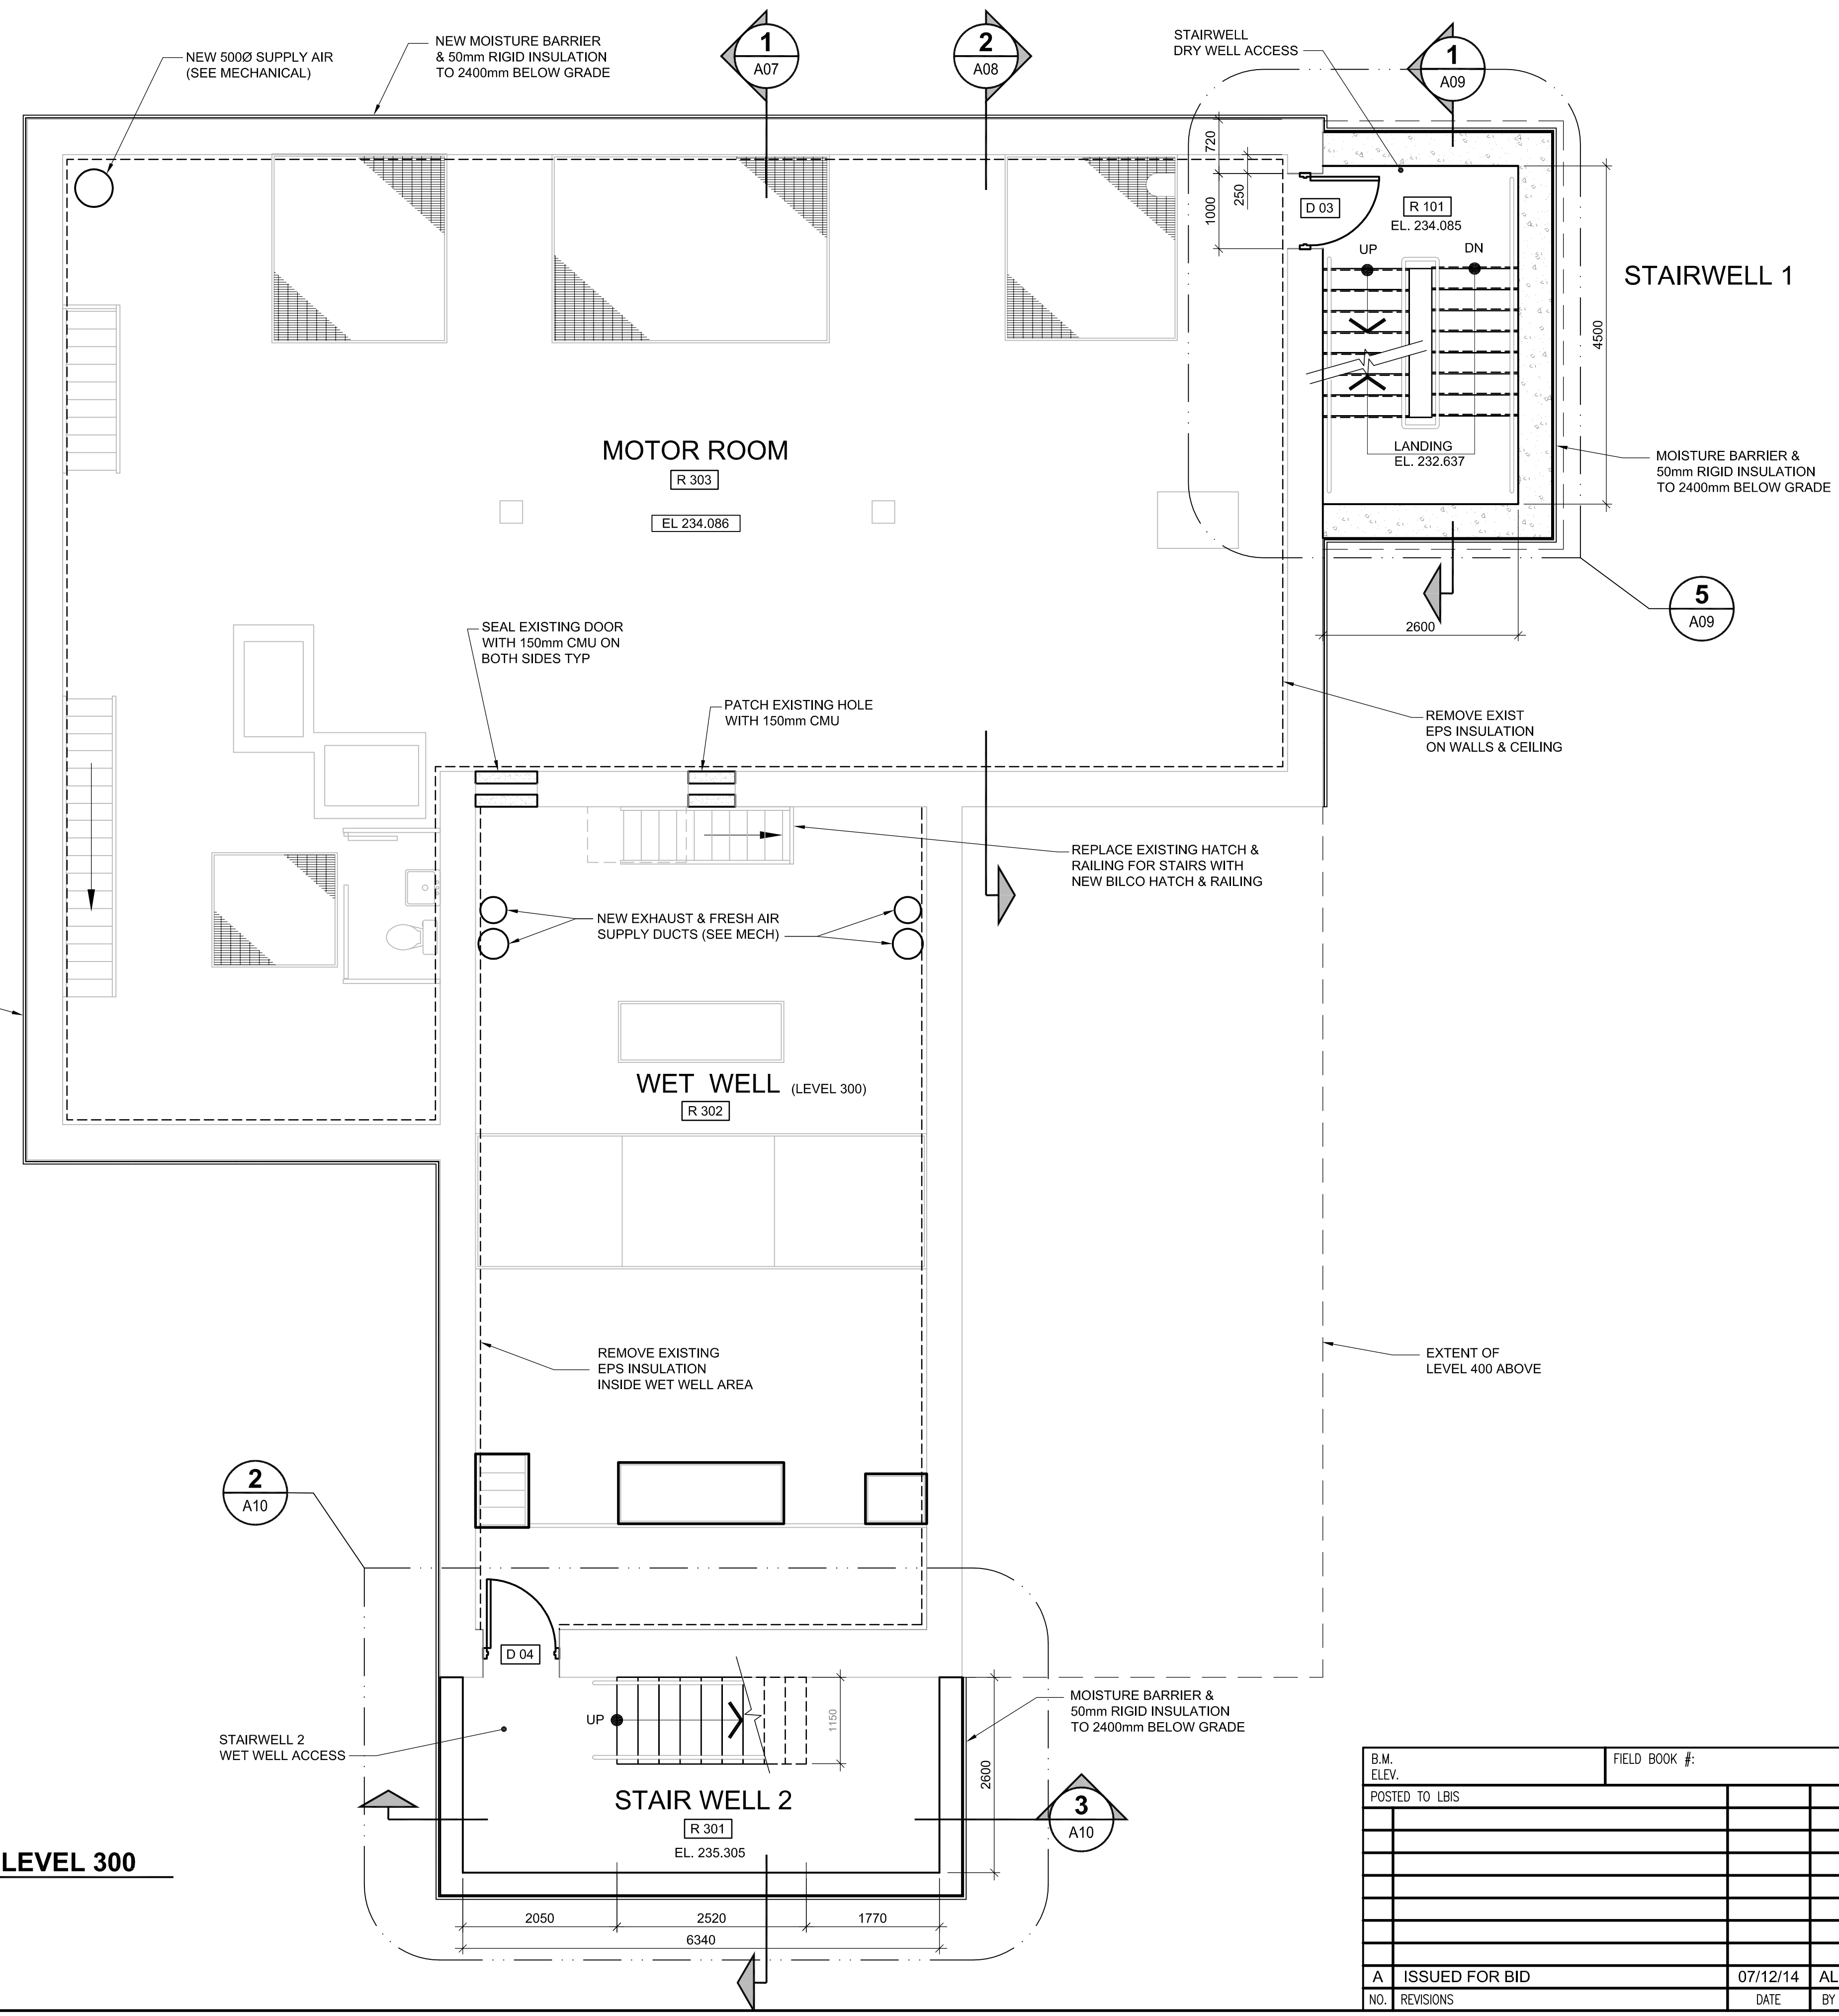 NEW 500Ø SUPPLY AIR
(SEE MECHANICAL)
NEW MOISTURE BARRIER
& 50mm RIGID INSULATION
TO 2400mm BELOW GRADE
1
A07
2
A08
STAIRWELL
DRY WELL ACCESS
1
A09
720
250
1000
D 03
R 101
EL. 234.085
UP
DN
STAIRWELL 1
4500
LANDING
EL. 232.637
MOISTURE BARRIER &
50mm RIGID INSULATION
TO 2400mm BELOW GRADE
MOTOR ROOM
R 303
EL 234.086
5
A09
2600
SEAL EXISTING DOOR
WITH 150mm CMU ON
BOTH SIDES TYP
PATCH EXISTING HOLE
WITH 150mm CMU
REMOVE EXIST
EPS INSULATION
ON WALLS & CEILING
REPLACE EXISTING HATCH &
RAILING FOR STAIRS WITH
NEW BILCO HATCH & RAILING
NEW EXHAUST & FRESH AIR
SUPPLY DUCTS (SEE MECH)
WET WELL (LEVEL 300)
R 302
REMOVE EXISTING
EPS INSULATION
INSIDE WET WELL AREA
EXTENT OF
LEVEL 400 ABOVE
2
A10
D 04
UP
1150
STAIRWELL 2
WET WELL ACCESS
MOISTURE BARRIER &
50mm RIGID INSULATION
TO 2400mm BELOW GRADE
2600
STAIR WELL 2
R 301
EL. 235.305
3
A10
LEVEL 300
2050
2520
1770
6340
B.M.
ELEV.
FIELD BOOK #:
POSTED TO LBIS
A ISSUED FOR BID 07/12/14 AL
NO. REVISIONS DATE BY